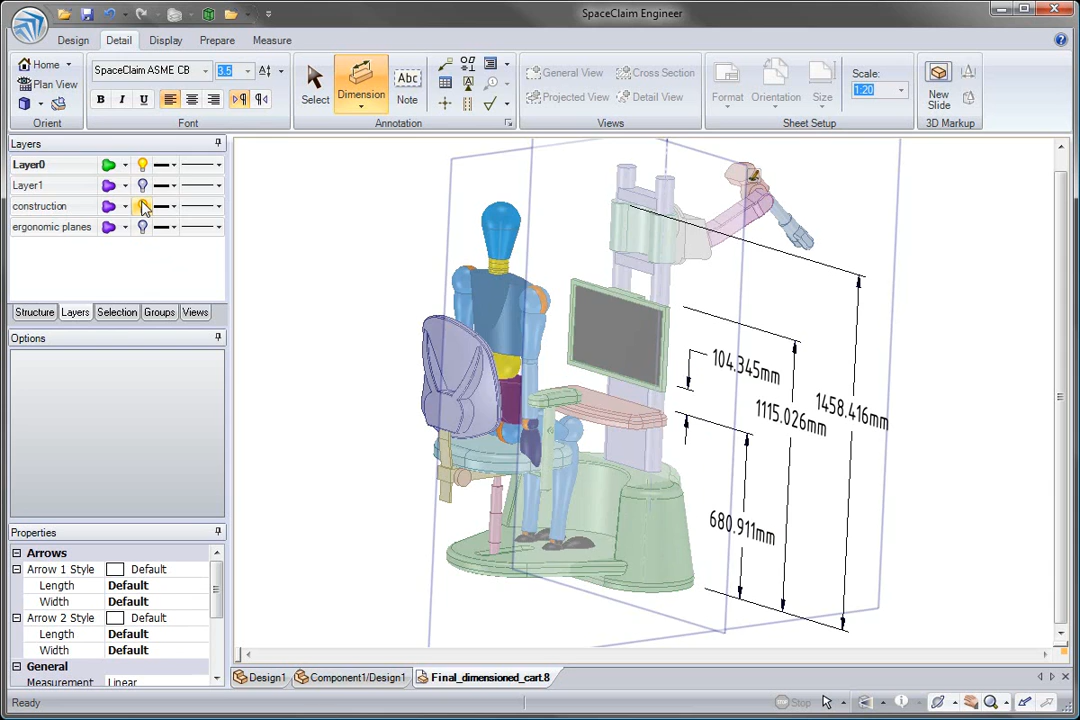 SpaceClaim Engineer
Design Detail Display Prepare Measure
Home
Plan View
Orient
SpaceClaim ASME CB 3.5
B I U
Font
Select
Dimension
Abc
Note
Annotation
General View Cross Section
Projected View Detail View
Views
Format Orientation Size
Sheet Setup
Scale:
1:20
New
Slide
3D Markup
Layers
Layer0
Layer1
construction
ergonomic planes
Structure Layers Selection Groups Views
Options
Properties
Arrows
Arrow 1 Style Default
Length Default
Width Default
Arrow 2 Style Default
Length Default
Width Default
General
Measurement Linear
104.345mm
1458.416mm
1115.026mm
680.911mm
Design1 Component1/Design1 Final_dimensioned_cart.8
Ready
Stop